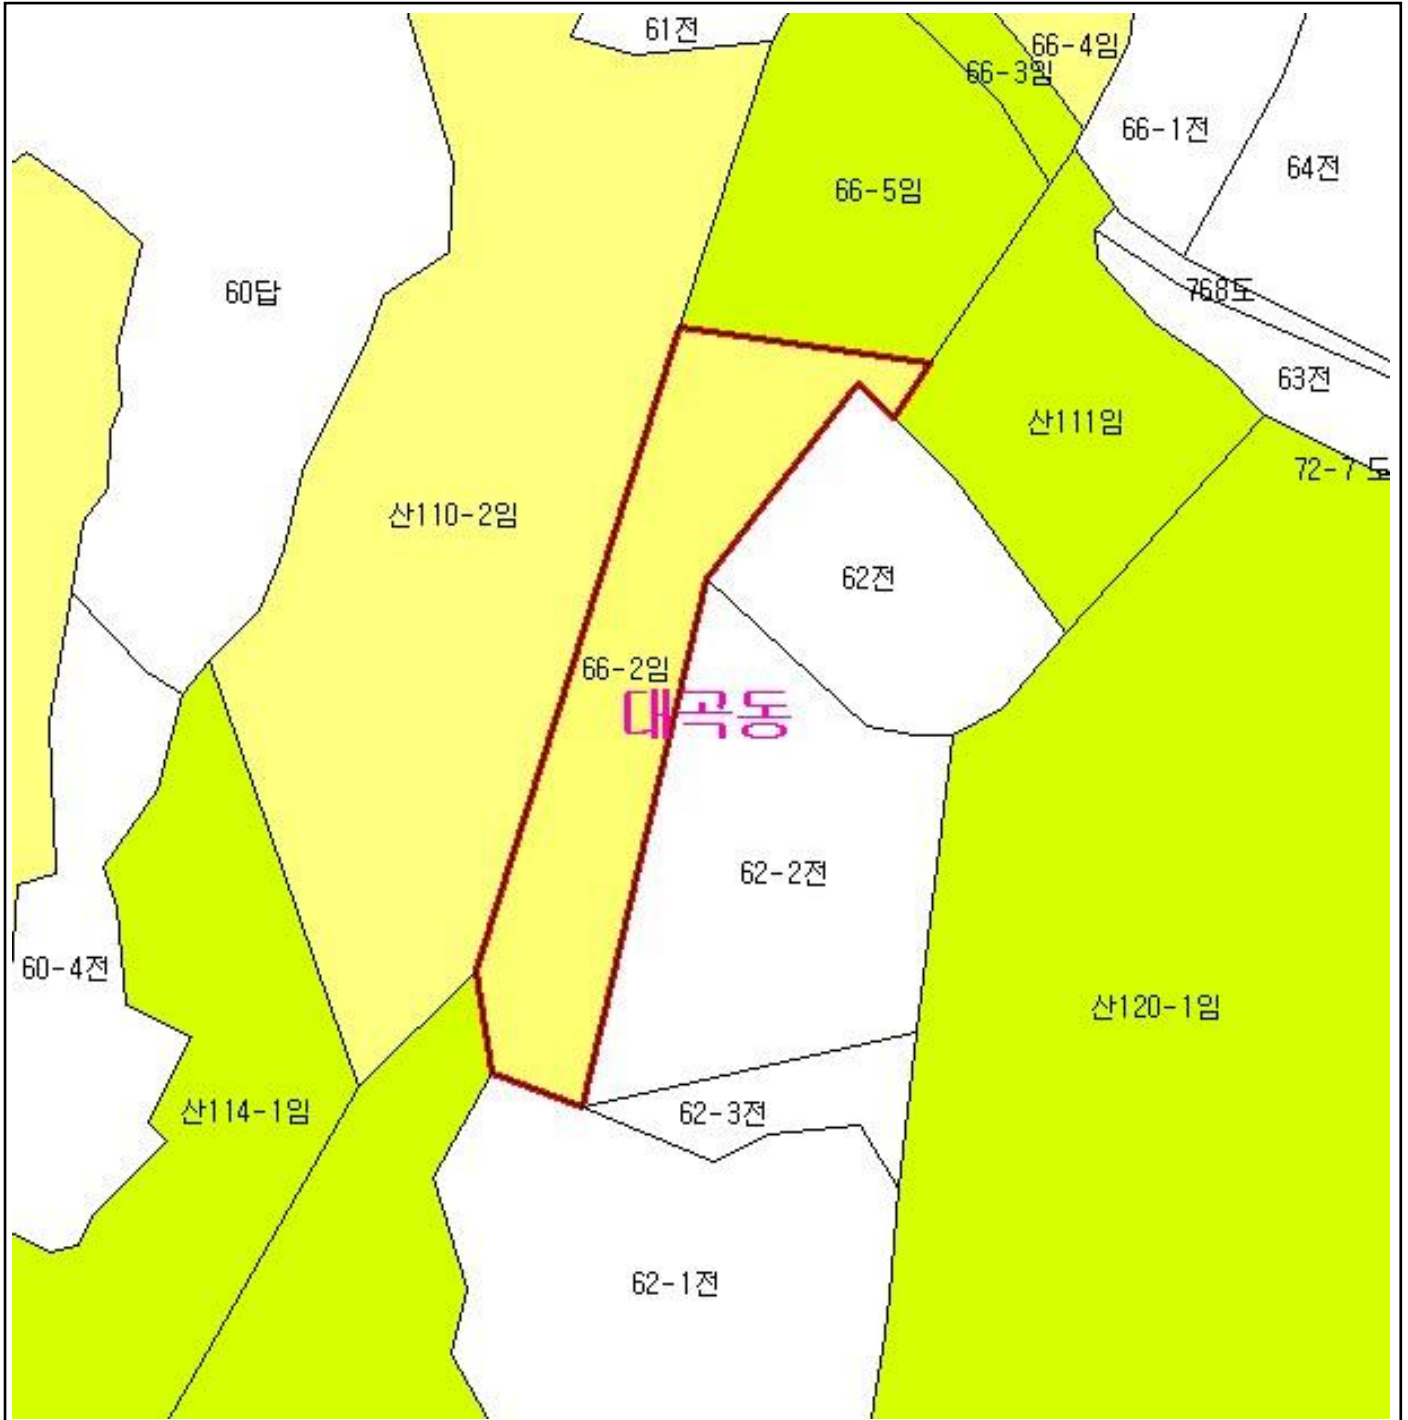 61전
66-4임
66-3임
66-1전
64전
66-5임
60답
768도
63전
산111임
72-7 도
산110-2임
62전
66-2임
대곡동
62-2전
60-4전
산120-1임
산114-1임
62-3전
62-1전